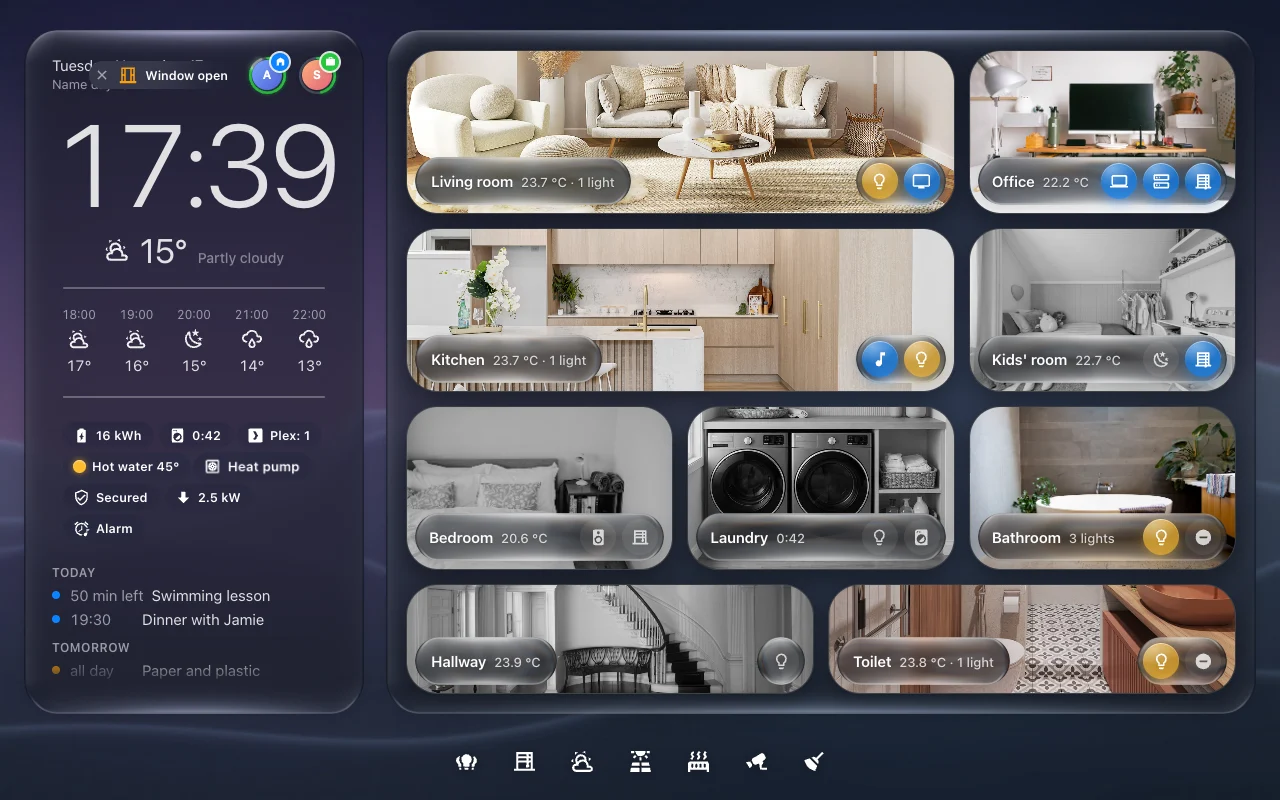 Tuesd
Name d
Window open
A
S
17:39
15° Partly cloudy
18:00 19:00 20:00 21:00 22:00
17° 16° 15° 14° 13°
16 kWh 0:42 Plex: 1
Hot water 45° Heat pump
Secured 2.5 kW
Alarm
TODAY
50 min left Swimming lesson
19:30 Dinner with Jamie
TOMORROW
all day Paper and plastic
Living room 23.7 °C · 1 light
Office 22.2 °C
Kitchen 23.7 °C · 1 light
Kids' room 22.7 °C
Bedroom 20.6 °C
Laundry 0:42
Bathroom 3 lights
Hallway 23.9 °C
Toilet 23.8 °C · 1 light